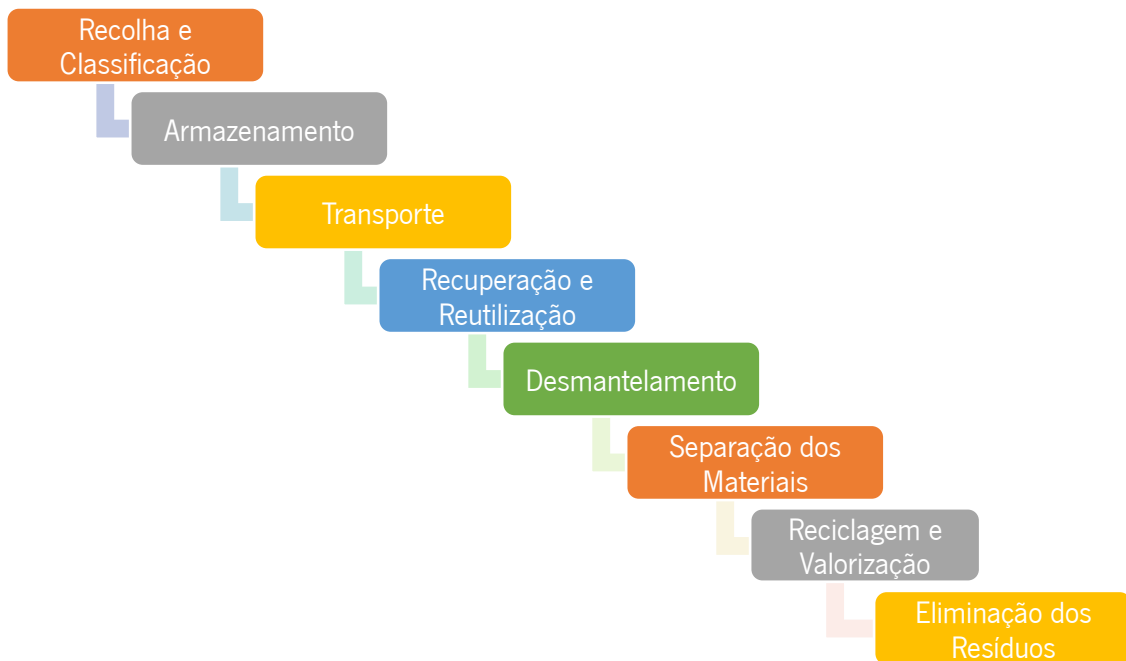 Recolha e
Classificação
Armazenamento
Transporte
Recuperação e
Reutilização
Desmantelamento
Separação dos
Materiais
Reciclagem e
Valorização
Eliminação dos
Resíduos